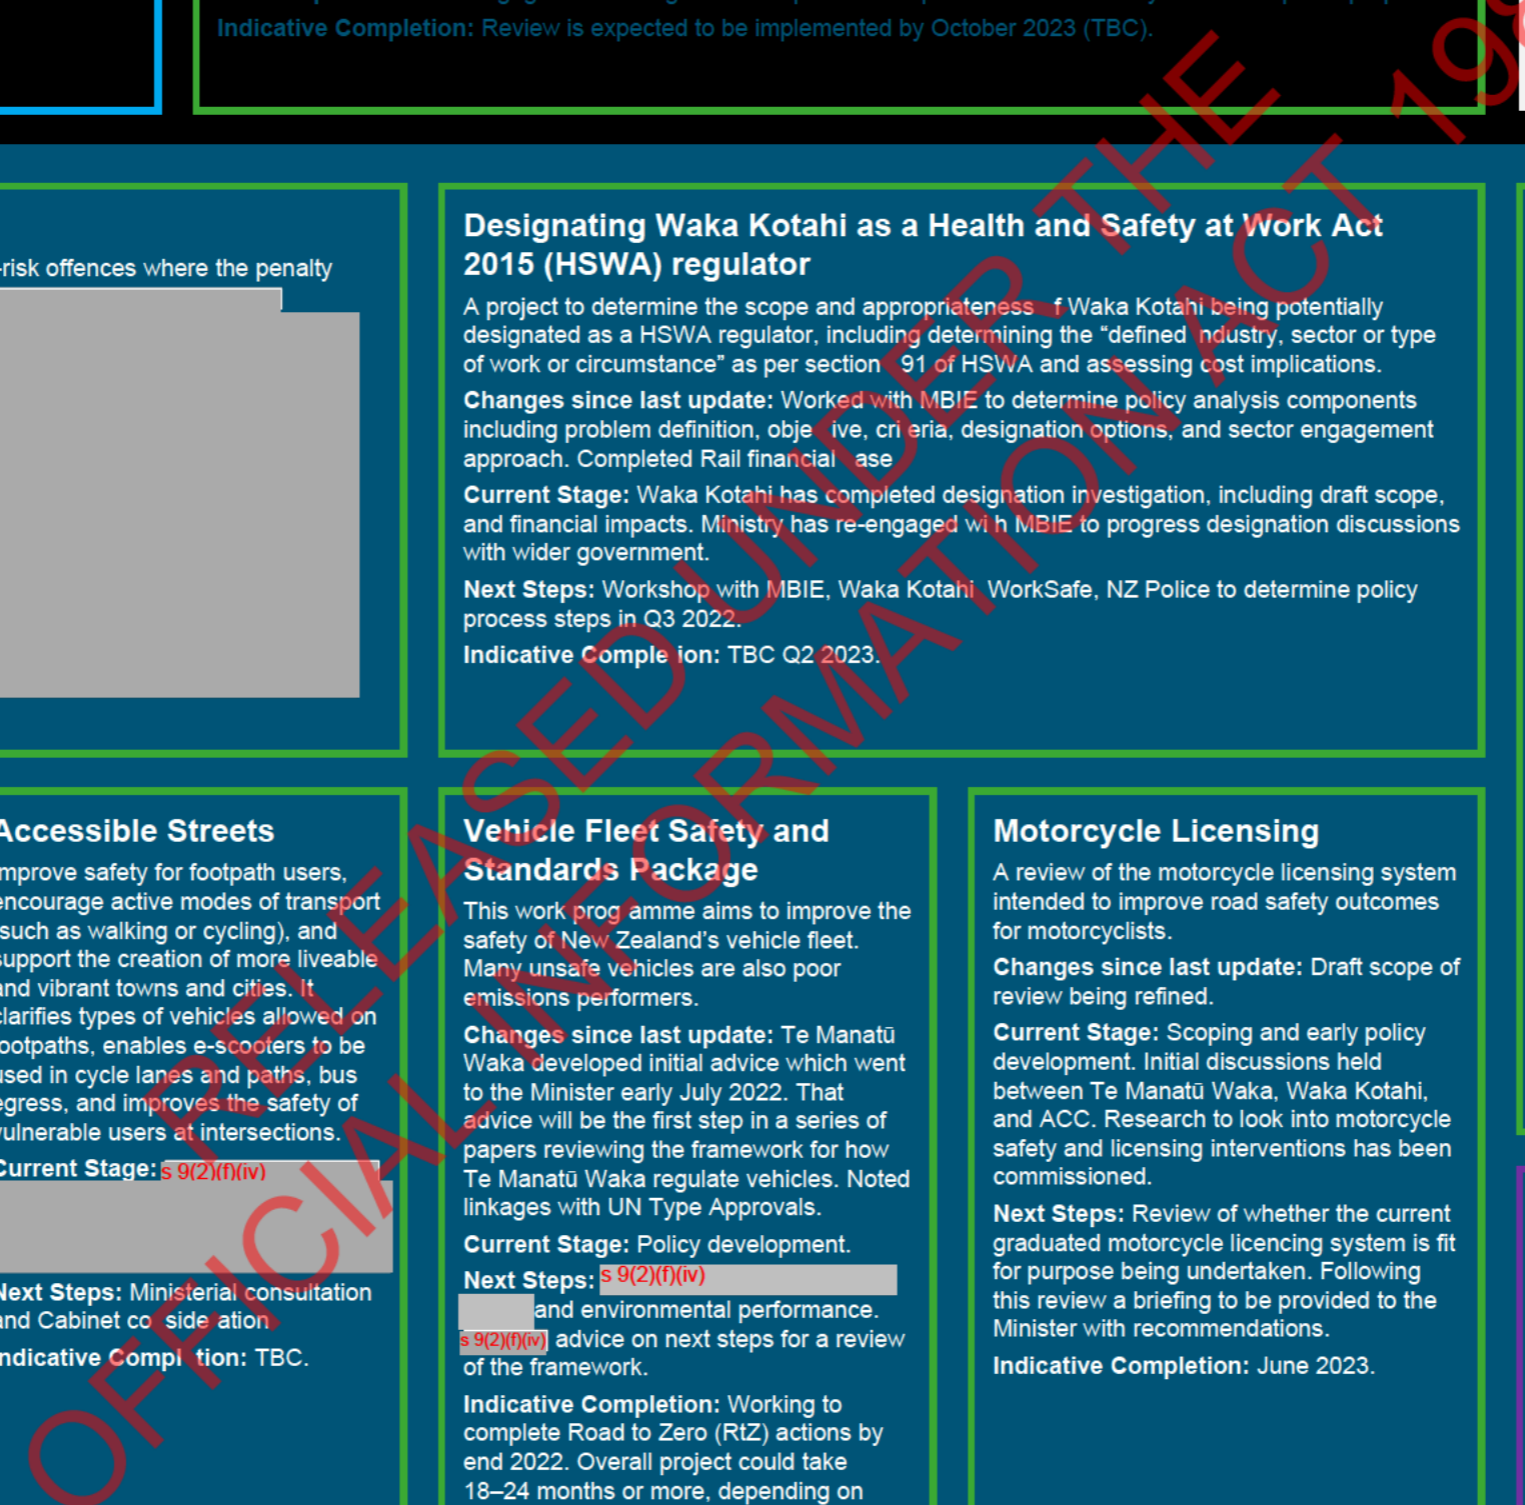 Indicative Completion: Review is expected to be implemented by October 2023 (TBC).
-risk offences where the penalty
Designating Waka Kotahi as a Health and Safety at Work Act
2015 (HSWA) regulator
A project to determine the scope and appropriateness f Waka Kotahi being potentially
designated as a HSWA regulator, including determining the “defined ndustry, sector or type
of work or circumstance” as per section 91 of HSWA and assessing cost implications.
Changes since last update: Worked with MBIE to determine policy analysis components
including problem definition, obje ive, cri eria, designation options, and sector engagement
approach. Completed Rail financial ase
Current Stage: Waka Kotahi has completed designation investigation, including draft scope,
and financial impacts. Ministry has re-engaged wi h MBIE to progress designation discussions
with wider government.
Next Steps: Workshop with MBIE, Waka Kotahi WorkSafe, NZ Police to determine policy
process steps in Q3 2022.
Indicative Comple ion: TBC Q2 2023.
Accessible Streets
mprove safety for footpath users,
encourage active modes of transport
such as walking or cycling), and
support the creation of more liveable
and vibrant towns and cities. It
clarifies types of vehicles allowed on
ootpaths, enables e-scooters to be
used in cycle lanes and paths, bus
egress, and improves the safety of
vulnerable users at intersections.
Current Stage: s 9(2)(f)(iv)
Next Steps: Ministerial consultation
and Cabinet co side ation
ndicative Compl tion: TBC.
Vehicle Fleet Safety and
Standards Package
This work prog amme aims to improve the
safety of New Zealand’s vehicle fleet.
Many unsafe vehicles are also poor
emissions performers.
Changes since last update: Te Manatū
Waka developed initial advice which went
to the Minister early July 2022. That
advice will be the first step in a series of
papers reviewing the framework for how
Te Manatū Waka regulate vehicles. Noted
linkages with UN Type Approvals.
Current Stage: Policy development.
Next Steps: s 9(2)(f)(iv)
and environmental performance.
s 9(2)(f)(iv) advice on next steps for a review
of the framework.
Indicative Completion: Working to
complete Road to Zero (RtZ) actions by
end 2022. Overall project could take
18–24 months or more, depending on
Motorcycle Licensing
A review of the motorcycle licensing system
intended to improve road safety outcomes
for motorcyclists.
Changes since last update: Draft scope of
review being refined.
Current Stage: Scoping and early policy
development. Initial discussions held
between Te Manatū Waka, Waka Kotahi,
and ACC. Research to look into motorcycle
safety and licensing interventions has been
commissioned.
Next Steps: Review of whether the current
graduated motorcycle licencing system is fit
for purpose being undertaken. Following
this review a briefing to be provided to the
Minister with recommendations.
Indicative Completion: June 2023.
RELEASED UNDER THE
OFFICIAL INFORMATION ACT 198